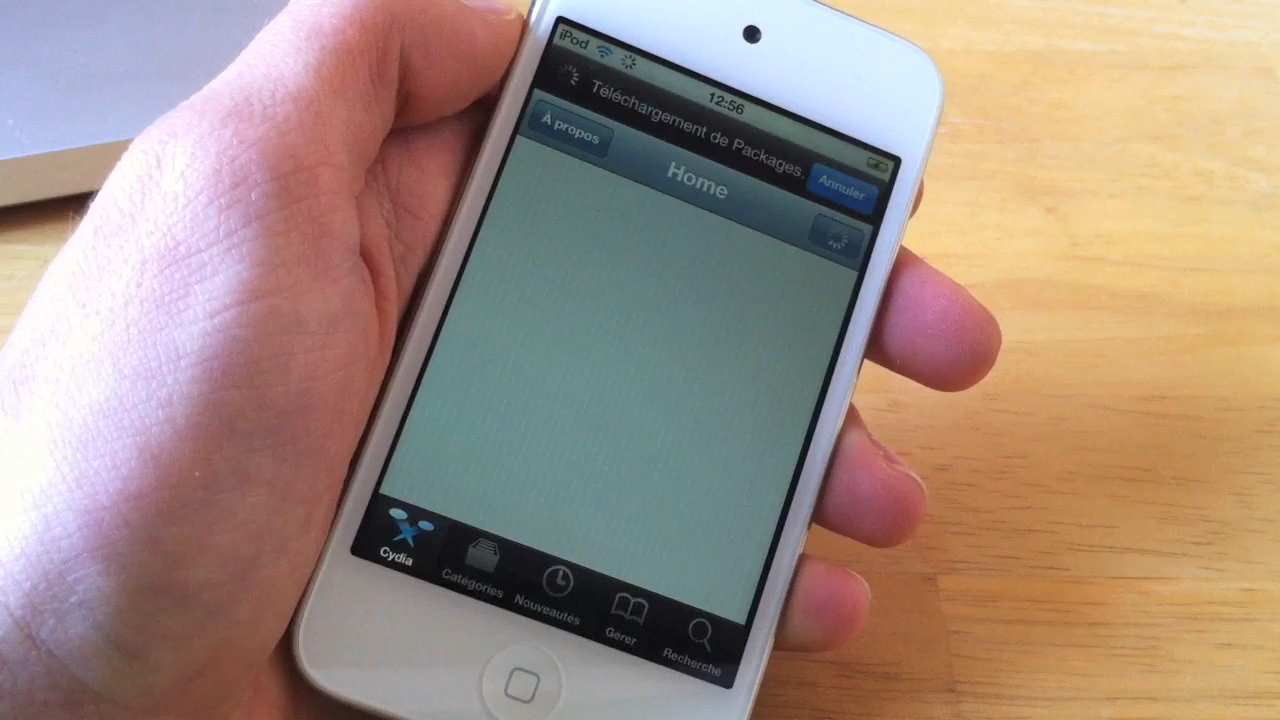 iPod
12:56
Téléchargement de Packages.
Annuler
À propos
Home
Cydia
Catégories
Nouveautés
Gérer
Recherche